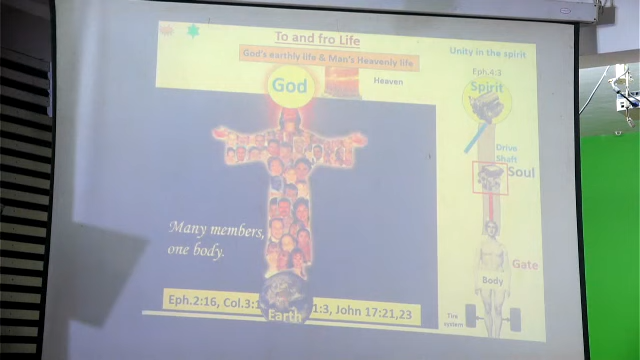 To and fro Life
God's earthly life & Man's Heavenly life
God
Heaven
Many members,
one body.
Eph.2:16, Col.3:1 1:3, John 17:21,23
Earth
Unity in the spirit
Eph.4:3
Spirit
Drive
Shaft
Soul
Gate
Body
system